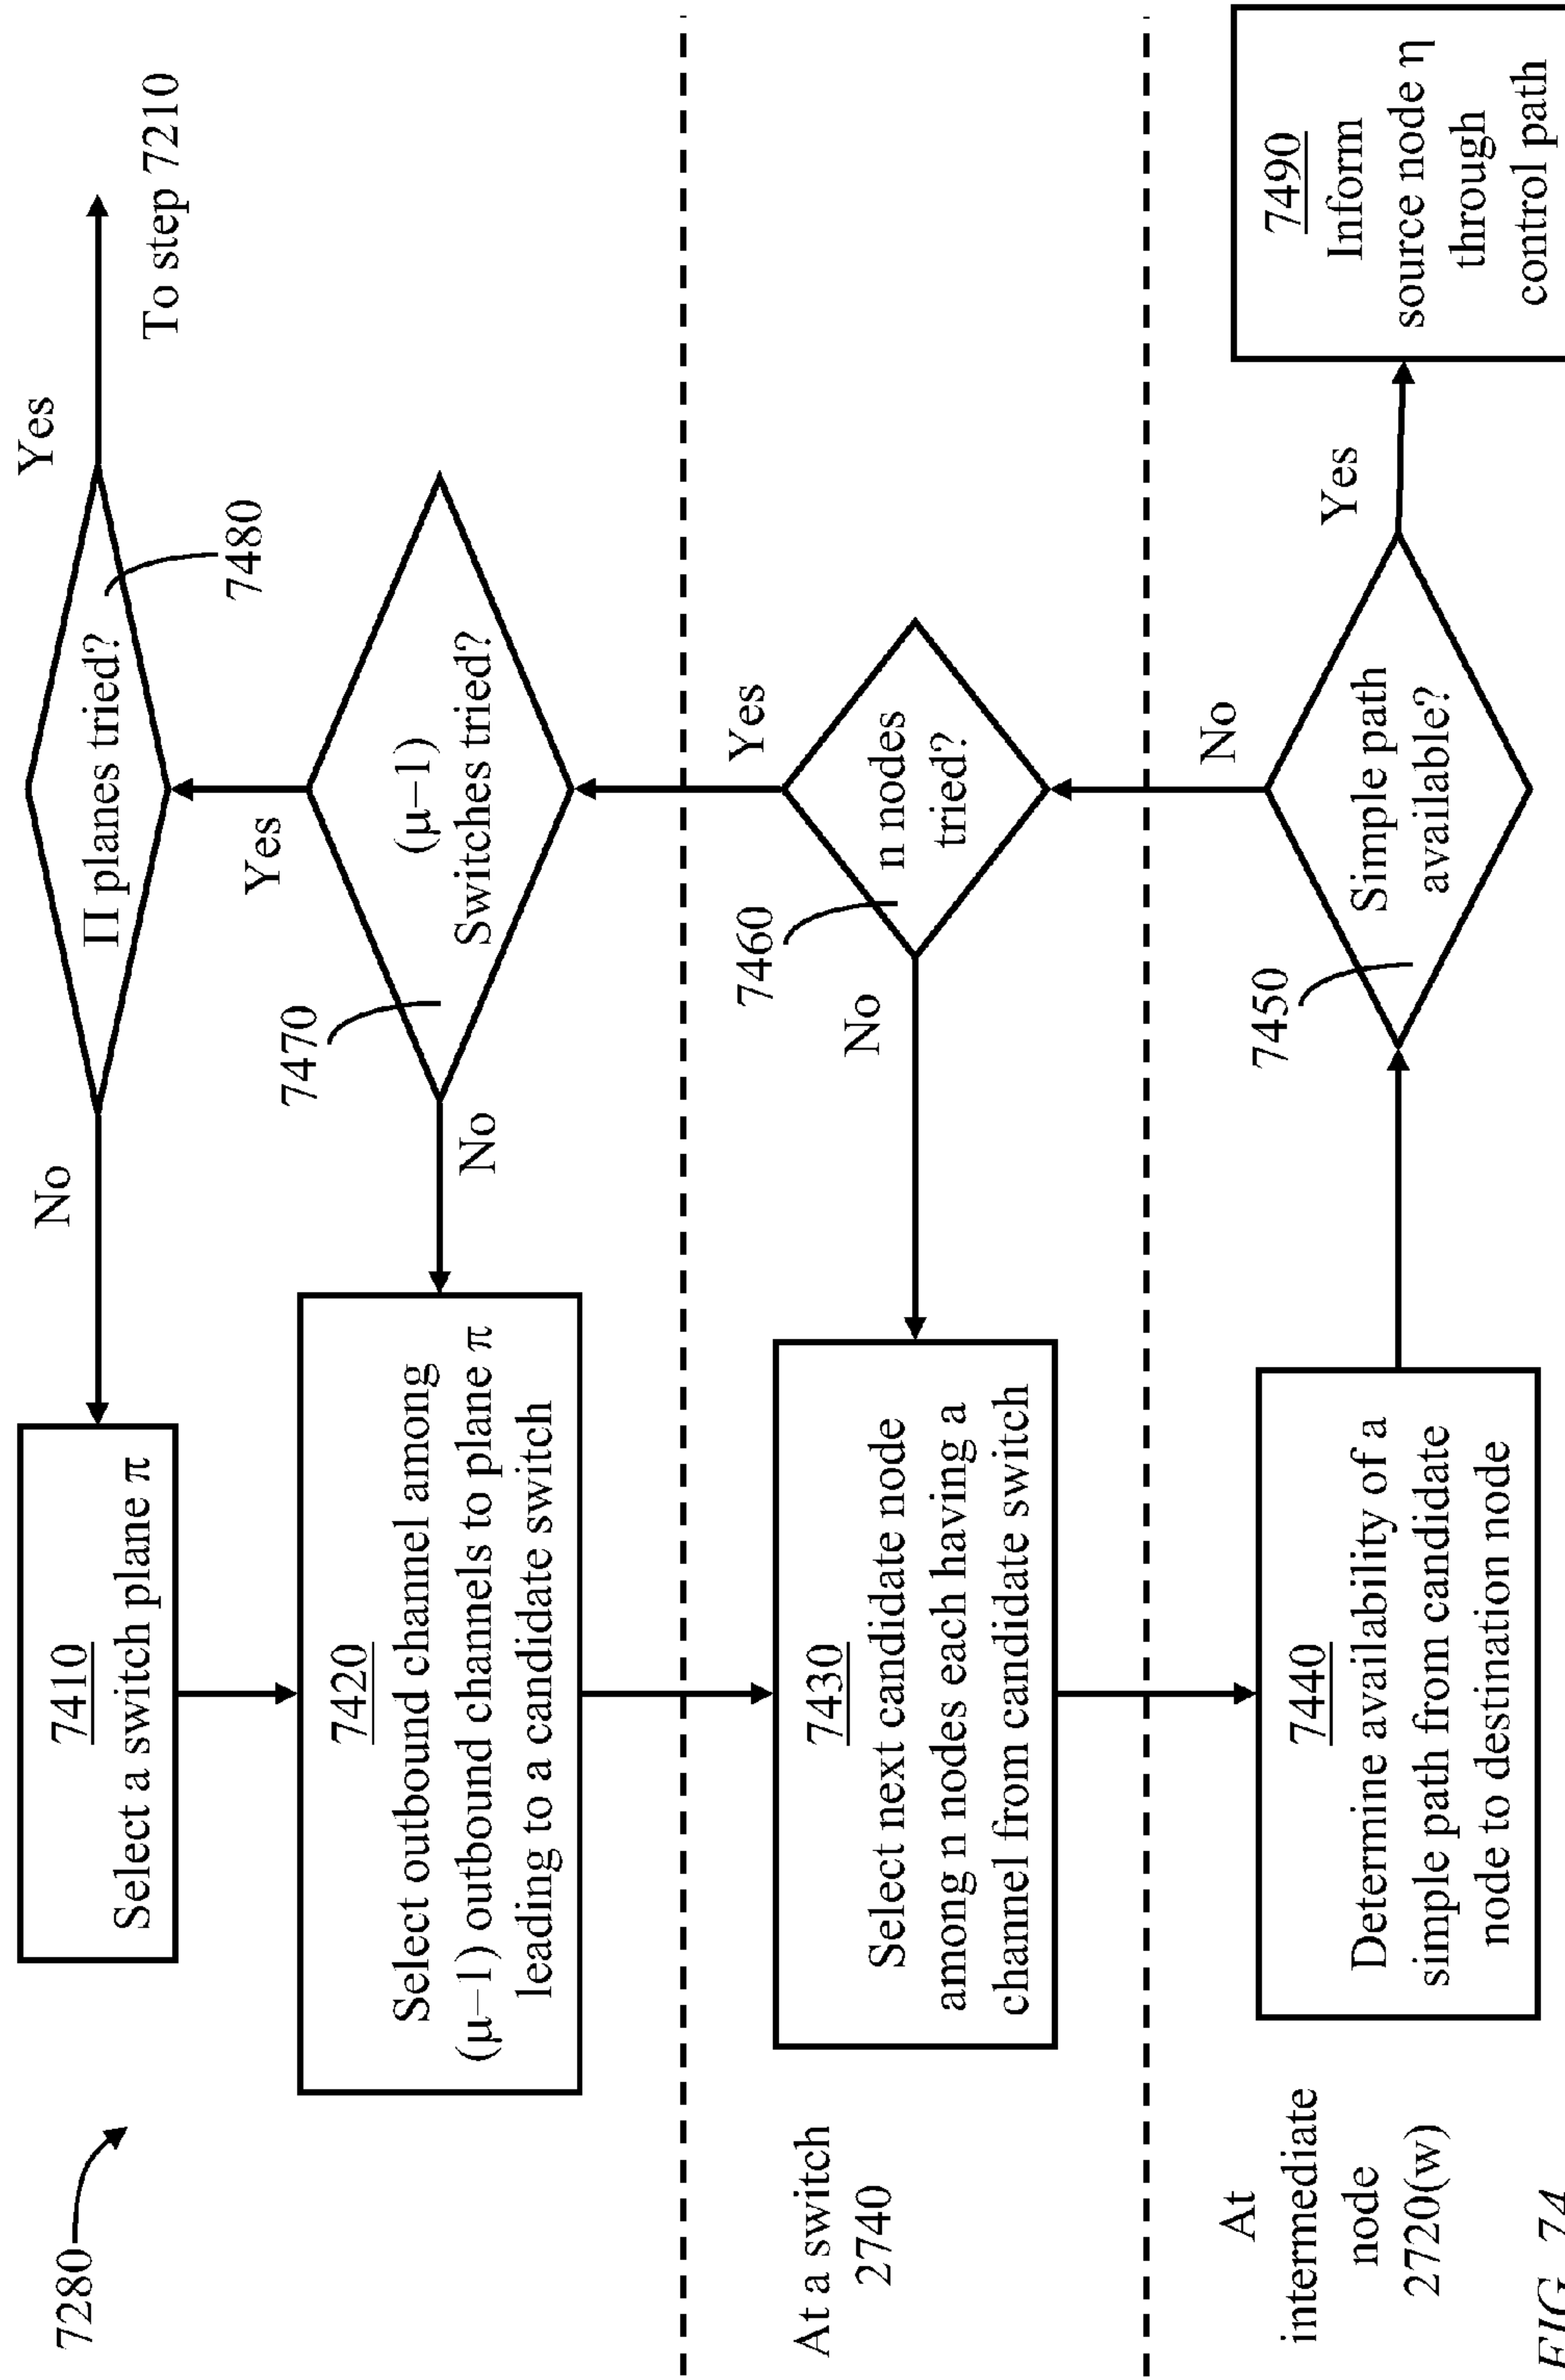 7280
7410
Select a switch plane π
No
Π planes tried?
7480
Yes
To step 7210
7420
Select outbound channel among
(μ−1) outbound channels to plane π
leading to a candidate switch
No
7470
(μ−1)
Switches tried?
Yes
At a switch
2740
7430
Select next candidate node
among n nodes each having a
channel from candidate switch
No
7460
n nodes
tried?
Yes
At
intermediate
node
2720(w)
7440
Determine availability of a
simple path from candidate
node to destination node
7450
Simple path
available?
No
Yes
7490
Inform
source node η
through
control path
FIG. 74